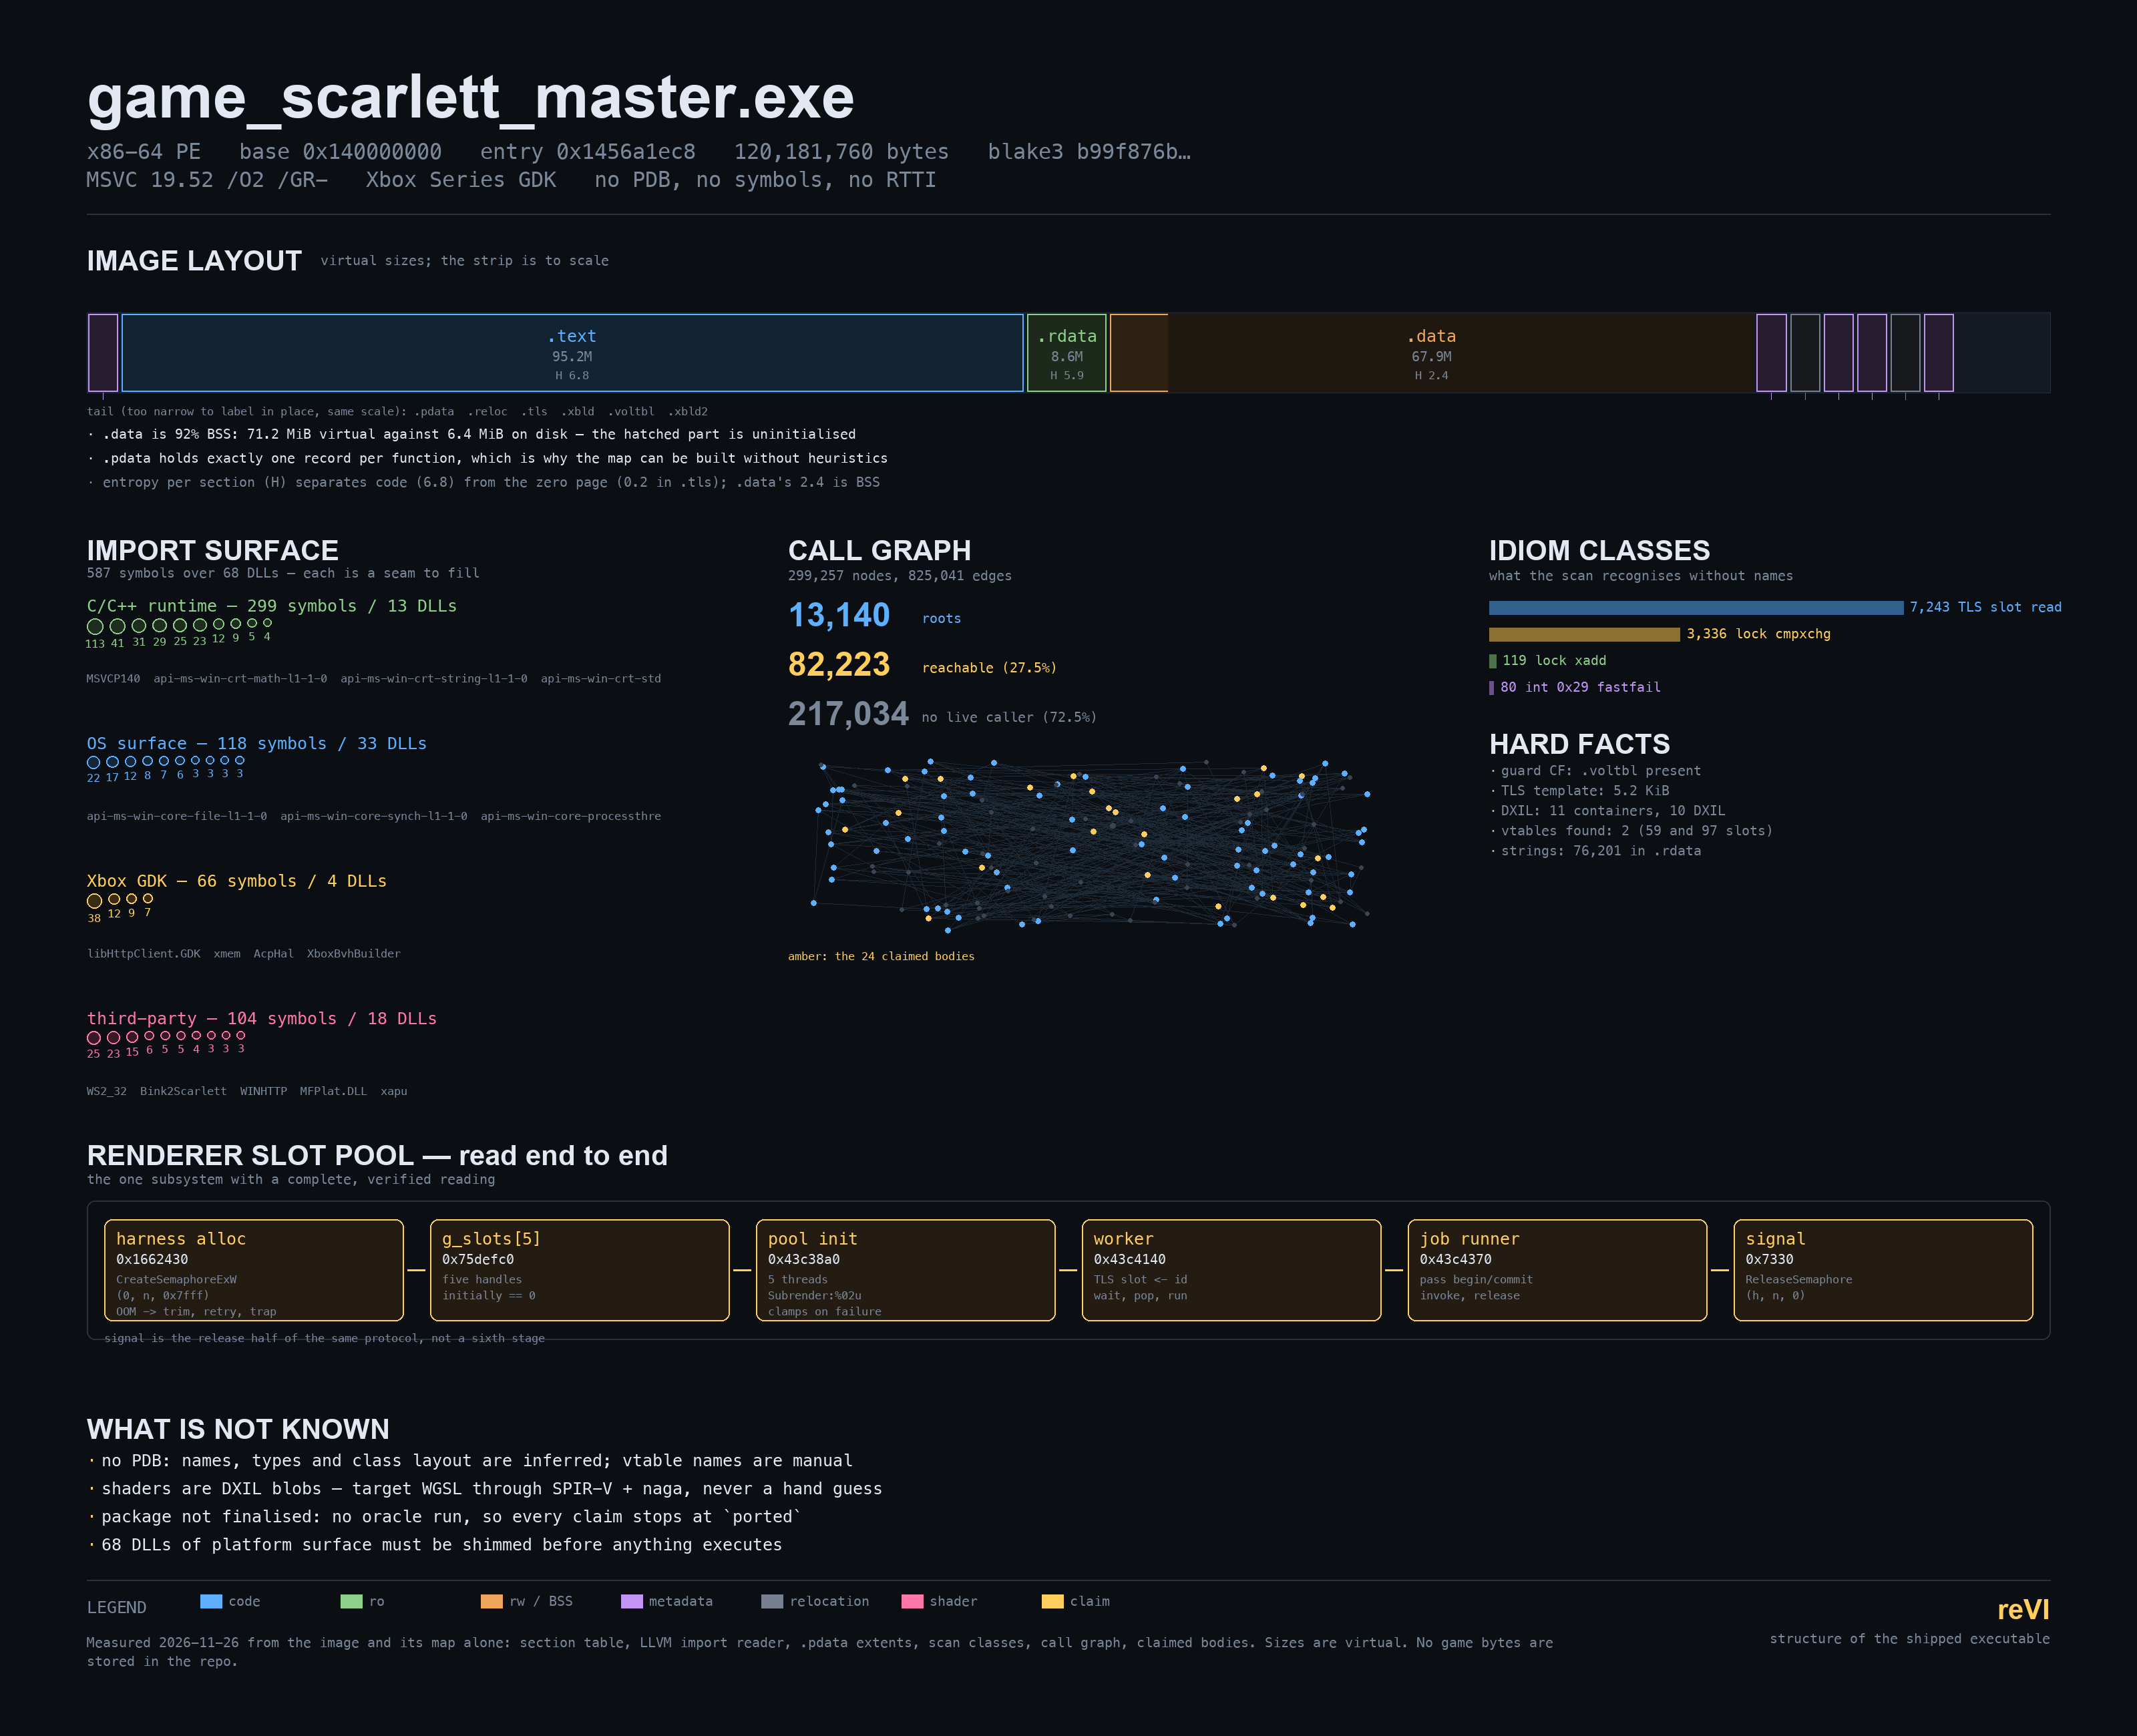 game_scarlett_master.exe
x86-64 PE   base 0x140000000   entry 0x1456a1ec8   120,181,760 bytes   blake3 b99f876b…
MSVC 19.52 /O2 /GR-   Xbox Series GDK   no PDB, no symbols, no RTTI
IMAGE LAYOUT   virtual sizes; the strip is to scale
.text   .rdata   .data
95.2M   8.6M   67.9M
H 6.8   H 5.9   H 2.4
tail (too narrow to label in place, same scale): .pdata  .reloc  .tls  .xbld  .voltbl  .xbld2
· .data is 92% BSS: 71.2 MiB virtual against 6.4 MiB on disk — the hatched part is uninitialised
· .pdata holds exactly one record per function, which is why the map can be built without heuristics
· entropy per section (H) separates code (6.8) from the zero page (0.2 in .tls); .data's 2.4 is BSS
IMPORT SURFACE
587 symbols over 68 DLLs — each is a seam to fill
C/C++ runtime — 299 symbols / 13 DLLs
113 41 31 29 25 23 12 9 5 4
MSVCP140  api-ms-win-crt-math-l1-1-0  api-ms-win-crt-string-l1-1-0  api-ms-win-crt-std
OS surface — 118 symbols / 33 DLLs
22 17 12 8 7 6 3 3 3 3
api-ms-win-core-file-l1-1-0  api-ms-win-core-synch-l1-1-0  api-ms-win-core-processthre
Xbox GDK — 66 symbols / 4 DLLs
38 12 9 7
libHttpClient.GDK  xmem  AcpHal  XboxBvhBuilder
third-party — 104 symbols / 18 DLLs
25 23 15 6 5 5 4 3 3 3
WS2_32  Bink2Scarlett  WINHTTP  MFPlat.DLL  xapu
CALL GRAPH
299,257 nodes, 825,041 edges
13,140   roots
82,223   reachable (27.5%)
217,034   no live caller (72.5%)
amber: the 24 claimed bodies
IDIOM CLASSES
what the scan recognises without names
7,243 TLS slot read
3,336 lock cmpxchg
119 lock xadd
80 int 0x29 fastfail
HARD FACTS
· guard CF: .voltbl present
· TLS template: 5.2 KiB
· DXIL: 11 containers, 10 DXIL
· vtables found: 2 (59 and 97 slots)
· strings: 76,201 in .rdata
RENDERER SLOT POOL — read end to end
the one subsystem with a complete, verified reading
harness alloc
0x1662430
CreateSemaphoreExW
(0, n, 0x7fff)
OOM -> trim, retry, trap
g_slots[5]
0x75defc0
five handles
initially == 0
pool init
0x43c38a0
5 threads
Subrender:%02u
clamps on failure
worker
0x43c4140
TLS slot <- id
wait, pop, run
job runner
0x43c4370
pass begin/commit
invoke, release
signal
0x7330
ReleaseSemaphore
(h, n, 0)
signal is the release half of the same protocol, not a sixth stage
WHAT IS NOT KNOWN
· no PDB: names, types and class layout are inferred; vtable names are manual
· shaders are DXIL blobs — target WGSL through SPIR-V + naga, never a hand guess
· package not finalised: no oracle run, so every claim stops at `ported`
· 68 DLLs of platform surface must be shimmed before anything executes
LEGEND   code   ro   rw / BSS   metadata   relocation   shader   claim
reVI
structure of the shipped executable
Measured 2026-11-26 from the image and its map alone: section table, LLVM import reader, .pdata extents, scan classes, call graph, claimed bodies. Sizes are virtual. No game bytes are
stored in the repo.